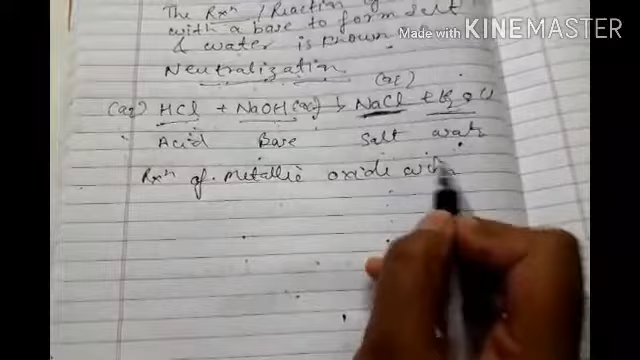 The Rxn / Reaction
with a base to form salt
& water is known
Neutralization
(aq)
(aq) HCl + NaOH (aq) → NaCl + H2O
Acid Base Salt
Rxn of metallic oxide with
Made with KINEMASTER